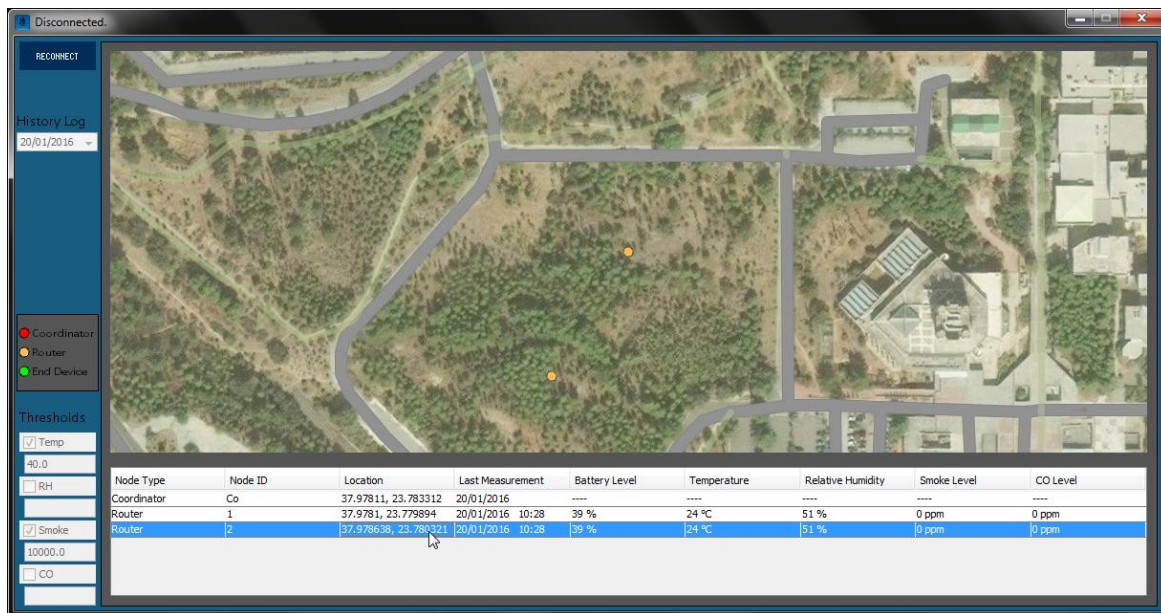 Disconnected.
RECONNECT
History Log
20/01/2016
Coordinator
Router
End Device
Thresholds
Temp
40.0
RH
Smoke
10000.0
CO
Node Type Node ID Location Last Measurement Battery Level Temperature Relative Humidity Smoke Level CO Level
Coordinator Co 37.97811, 23.783312 20/01/2016 ---- ---- ---- ---- ----
Router 1 37.9781, 23.779894 20/01/2016 10:28 39 % 24 ºC 51 % 0 ppm 0 ppm
Router 2 37.978638, 23.780321 20/01/2016 10:28 39 % 24 ºC 51 % 0 ppm 0 ppm